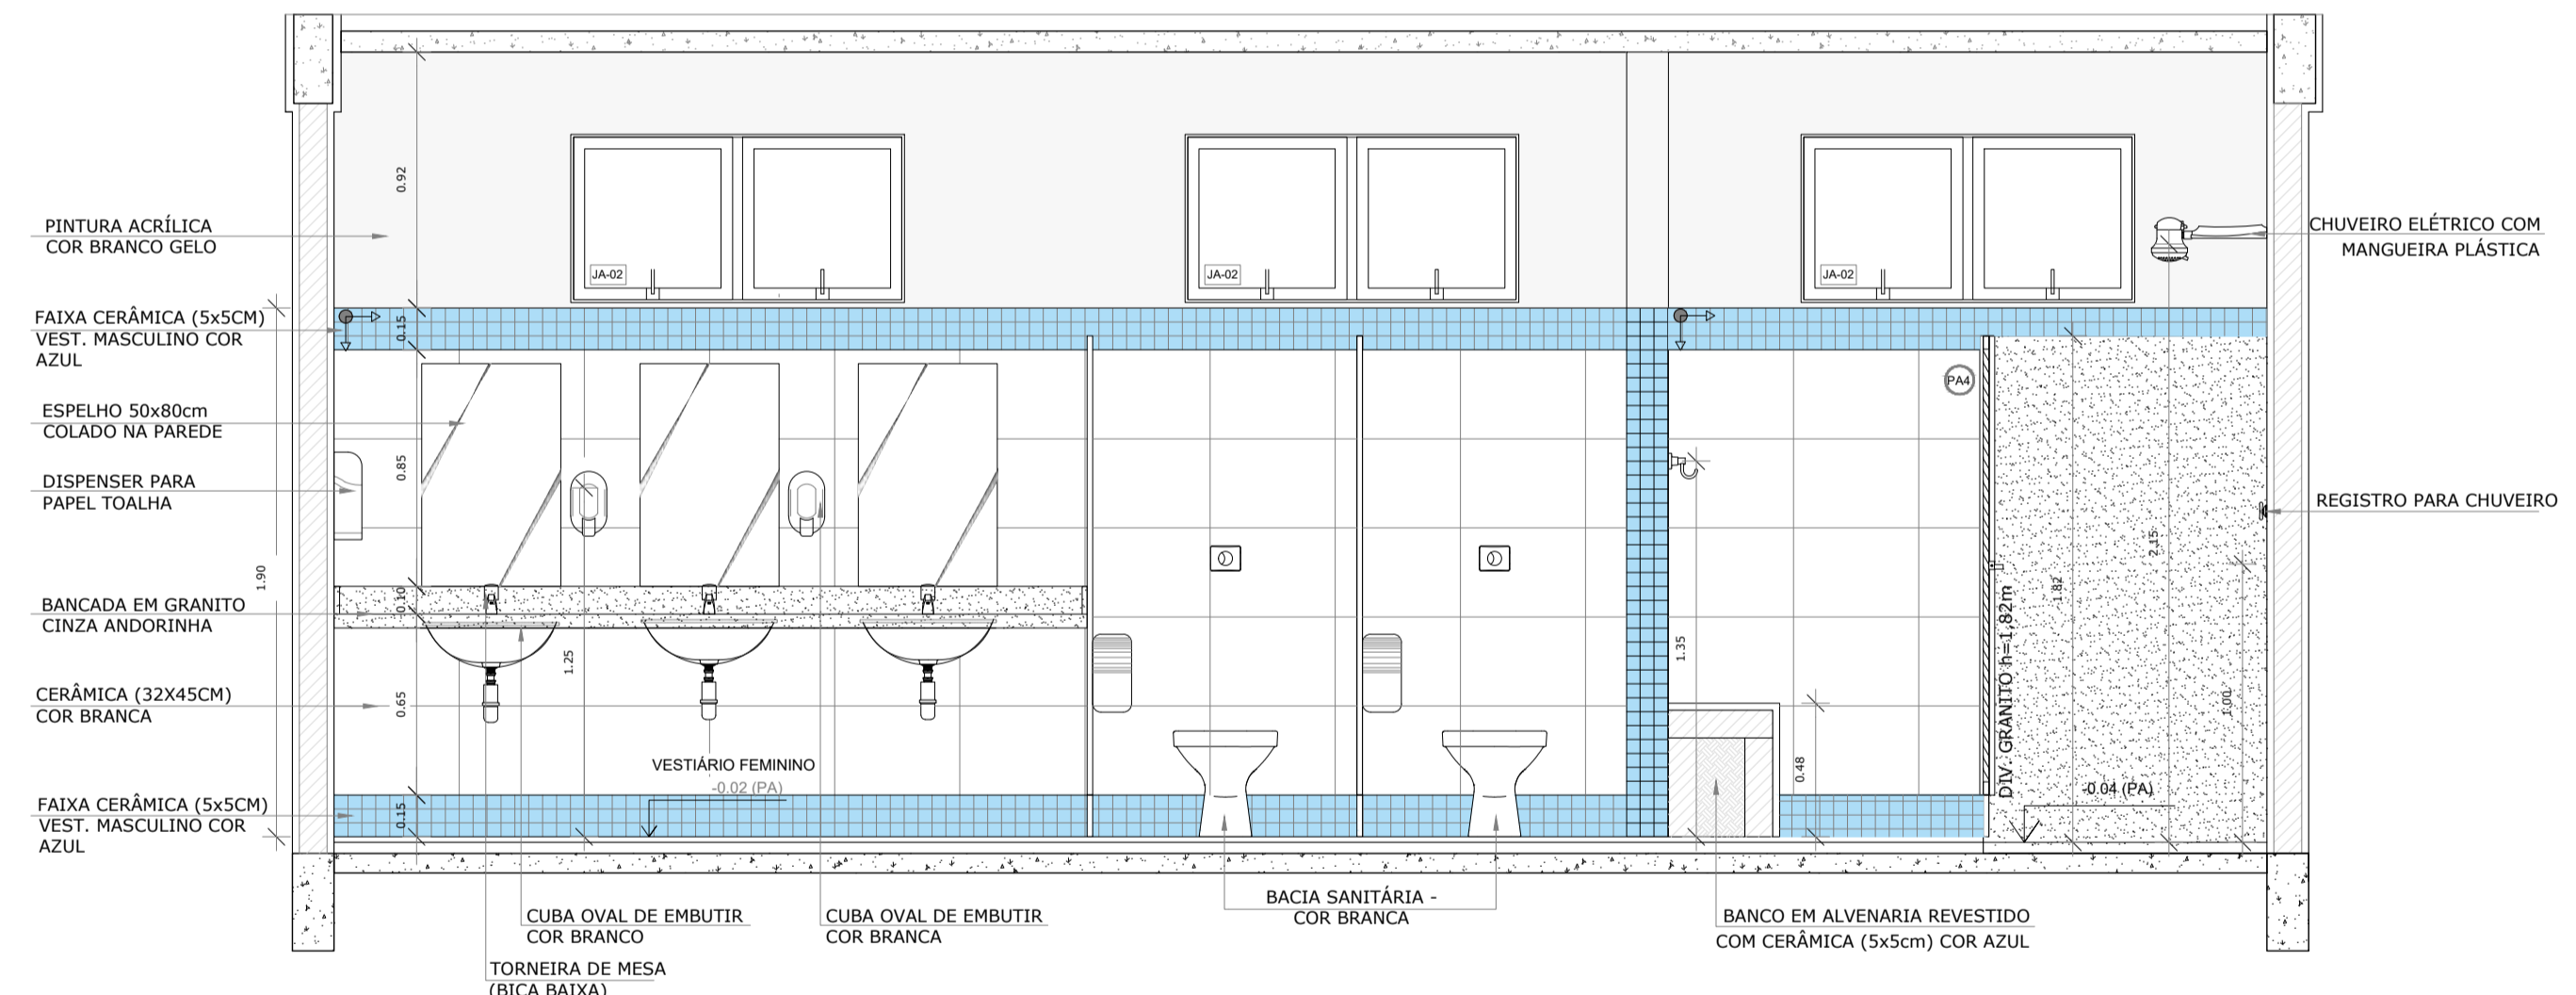 PINTURA ACRÍLICA
COR BRANCO GELO
FAIXA CERÂMICA (5x5CM)
VEST. MASCULINO COR
AZUL
ESPELHO 50x80cm
COLADO NA PAREDE
DISPENSER PARA
PAPEL TOALHA
BANCADA EM GRANITO
CINZA ANDORINHA
CERÂMICA (32X45CM)
COR BRANCA
FAIXA CERÂMICA (5x5CM)
VEST. MASCULINO COR
AZUL
1.90
0.92
0.15
0.85
0.10
0.65
0.15
1.25
JA-02
JA-02
JA-02
VESTIÁRIO FEMININO
-0.02 (PA)
PA4
1.35
0.48
DIV. GRANITO h=1,82m
1.82
2.15
1.00
-0.04 (PA)
CHUVEIRO ELÉTRICO COM
MANGUEIRA PLÁSTICA
REGISTRO PARA CHUVEIRO
CUBA OVAL DE EMBUTIR
COR BRANCO
CUBA OVAL DE EMBUTIR
COR BRANCA
BACIA SANITÁRIA -
COR BRANCA
BANCO EM ALVENARIA REVESTIDO
COM CERÂMICA (5x5cm) COR AZUL
TORNEIRA DE MESA
(BICA BAIXA)